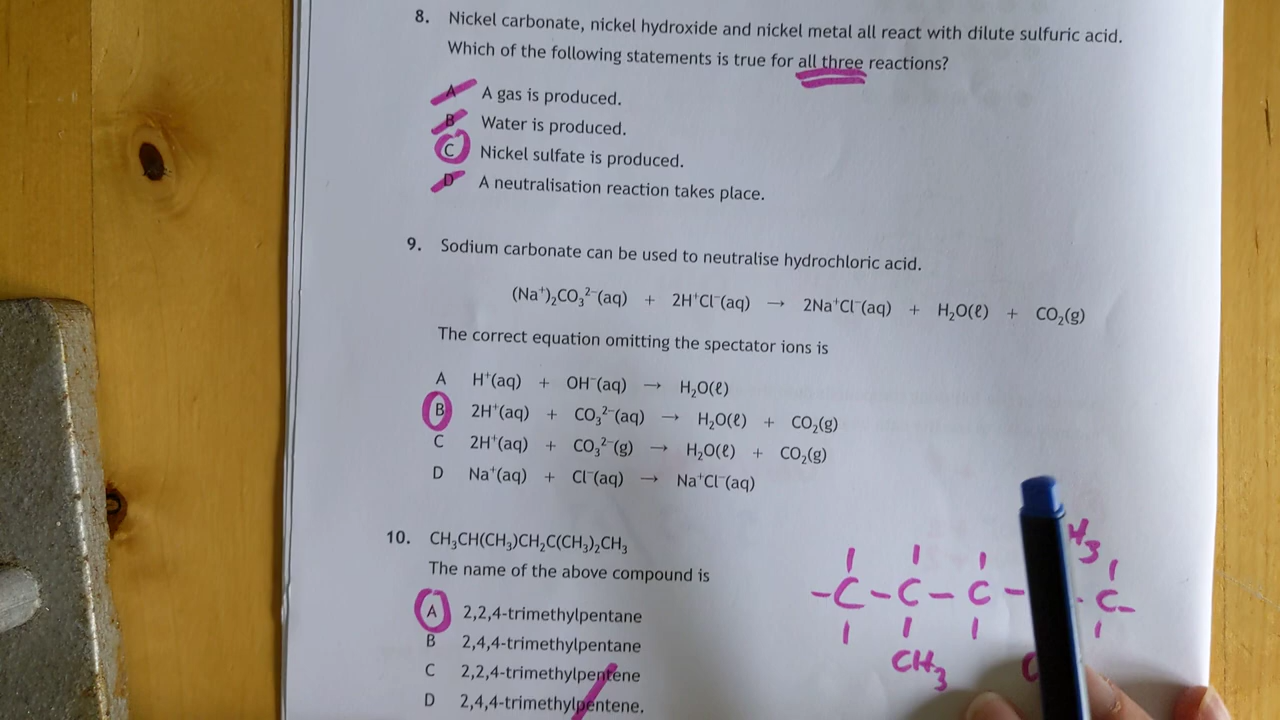 8. Nickel carbonate, nickel hydroxide and nickel metal all react with dilute sulfuric acid.
Which of the following statements is true for all three reactions?
A A gas is produced.
B Water is produced.
C Nickel sulfate is produced.
D A neutralisation reaction takes place.
9. Sodium carbonate can be used to neutralise hydrochloric acid.
(Na⁺)₂CO₃²⁻(aq) + 2H⁺Cl⁻(aq) → 2Na⁺Cl⁻(aq) + H₂O(ℓ) + CO₂(g)
The correct equation omitting the spectator ions is
A H⁺(aq) + OH⁻(aq) → H₂O(ℓ)
B 2H⁺(aq) + CO₃²⁻(aq) → H₂O(ℓ) + CO₂(g)
C 2H⁺(aq) + CO₃²⁻(g) → H₂O(ℓ) + CO₂(g)
D Na⁺(aq) + Cl⁻(aq) → Na⁺Cl⁻(aq)
10. CH₃CH(CH₃)CH₂C(CH₃)₂CH₃
The name of the above compound is
A 2,2,4-trimethylpentane
B 2,4,4-trimethylpentane
C 2,2,4-trimethylpentene
D 2,4,4-trimethylpentene.
H₃
-C-C-C- C-
CH₃